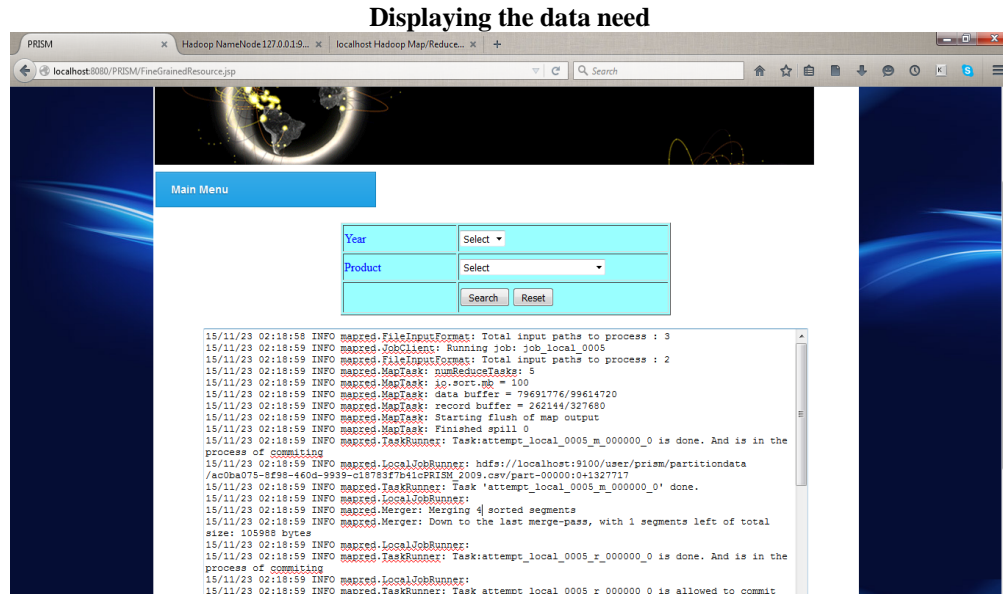 Displaying the data need
PRISM
Hadoop NameNode 127.0.0.1:9...
localhost Hadoop Map/Reduce...
localhost:8080/PRISM/FineGrainedResource.jsp
Search
Main Menu
Year Select
Product Select
Search Reset
15/11/23 02:18:58 INFO mapred.FileInputFormat: Total input paths to process : 3
15/11/23 02:18:59 INFO mapred.JobClient: Running job: job_local_0005
15/11/23 02:18:59 INFO mapred.FileInputFormat: Total input paths to process : 2
15/11/23 02:18:59 INFO mapred.MapTask: numReduceTasks: 5
15/11/23 02:18:59 INFO mapred.MapTask: io.sort.mb = 100
15/11/23 02:18:59 INFO mapred.MapTask: data buffer = 79691776/99614720
15/11/23 02:18:59 INFO mapred.MapTask: record buffer = 262144/327680
15/11/23 02:18:59 INFO mapred.MapTask: Starting flush of map output
15/11/23 02:18:59 INFO mapred.MapTask: Finished spill 0
15/11/23 02:18:59 INFO mapred.TaskRunner: Task:attempt_local_0005_m_000000_0 is done. And is in the
process of commiting
15/11/23 02:18:59 INFO mapred.LocalJobRunner: hdfs://localhost:9100/user/prism/partitiondata
/ac0ba075-8f98-460d-9939-c18783f7b41cPRISM_2009.csv/part-00000:0+1327717
15/11/23 02:18:59 INFO mapred.TaskRunner: Task 'attempt_local_0005_m_000000_0' done.
15/11/23 02:18:59 INFO mapred.LocalJobRunner:
15/11/23 02:18:59 INFO mapred.Merger: Merging 4 sorted segments
15/11/23 02:18:59 INFO mapred.Merger: Down to the last merge-pass, with 1 segments left of total
size: 105988 bytes
15/11/23 02:18:59 INFO mapred.LocalJobRunner:
15/11/23 02:18:59 INFO mapred.TaskRunner: Task:attempt_local_0005_r_000000_0 is done. And is in the
process of commiting
15/11/23 02:18:59 INFO mapred.LocalJobRunner:
15/11/23 02:18:59 INFO mapred.TaskRunner: Task attempt_local_0005_r_000000_0 is allowed to commit